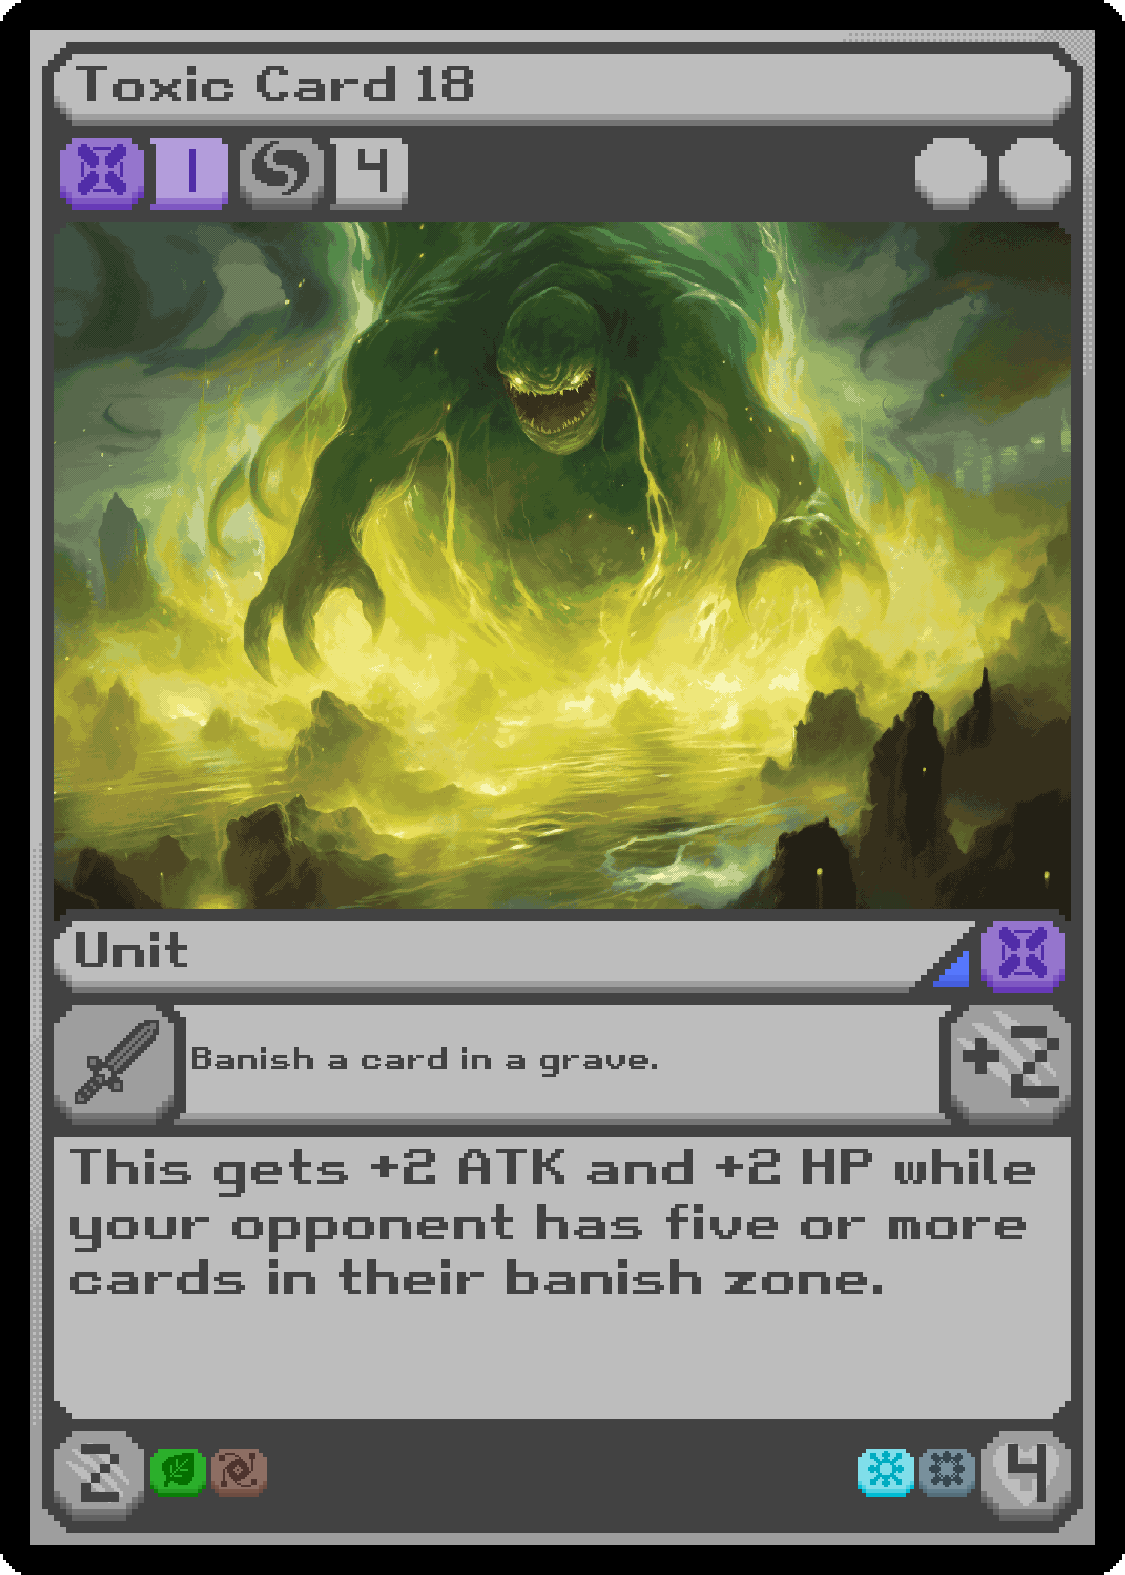 Toxic Card 18
1 4
Unit
Banish a card in a grave.
+2
This gets +2 ATK and +2 HP while
your opponent has five or more
cards in their banish zone.
2 4